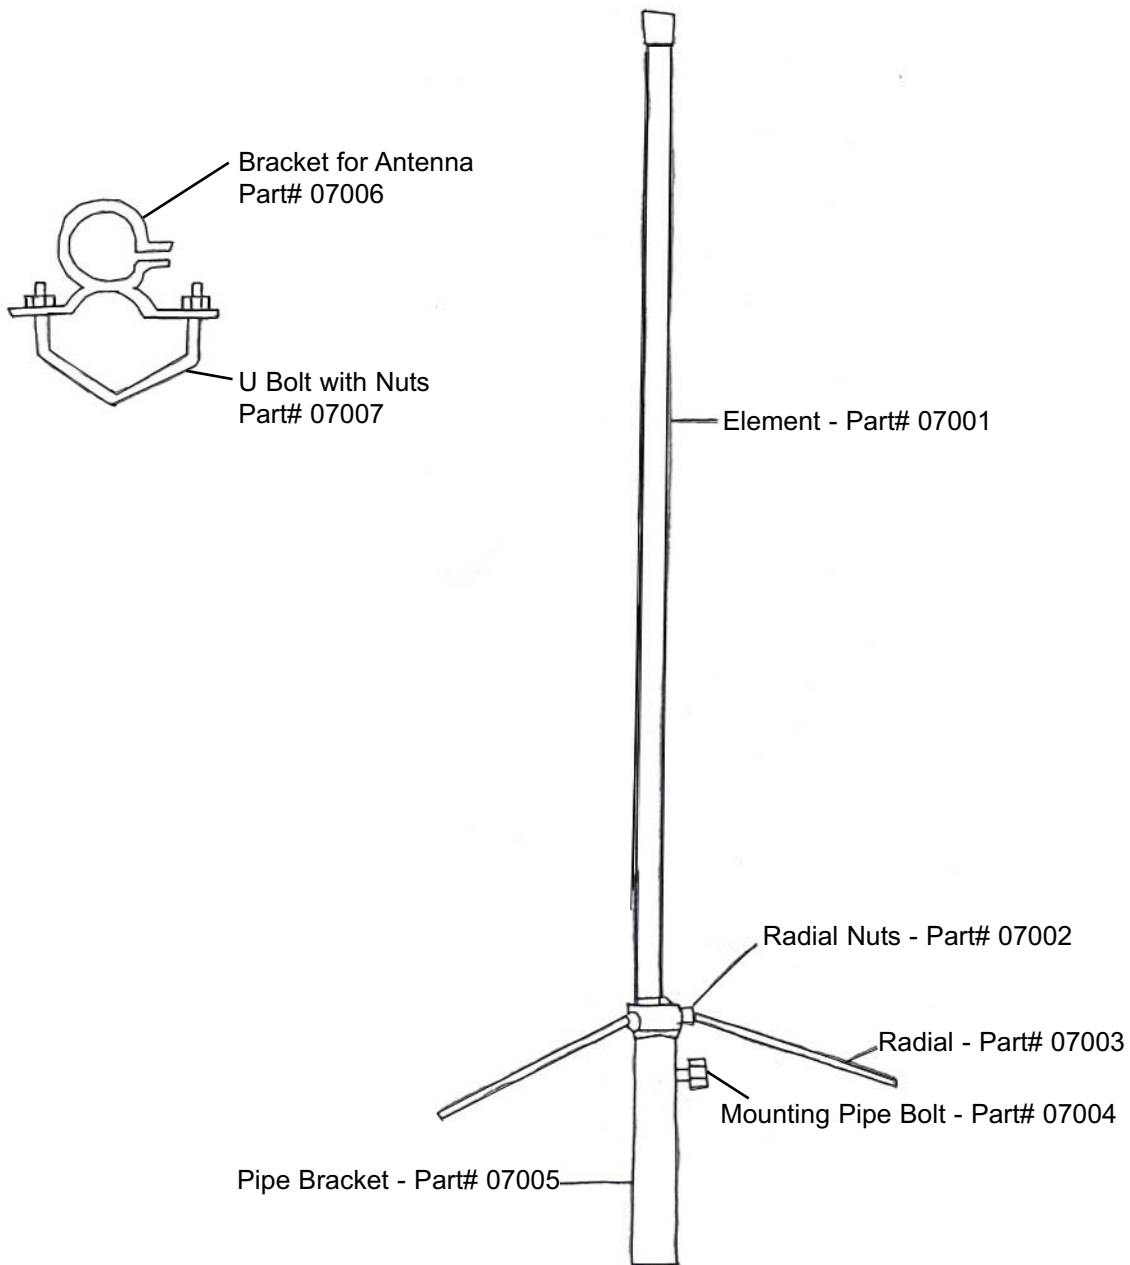 Bracket for Antenna
Part# 07006
U Bolt with Nuts
Part# 07007
Element - Part# 07001
Radial Nuts - Part# 07002
Radial - Part# 07003
Mounting Pipe Bolt - Part# 07004
Pipe Bracket - Part# 07005